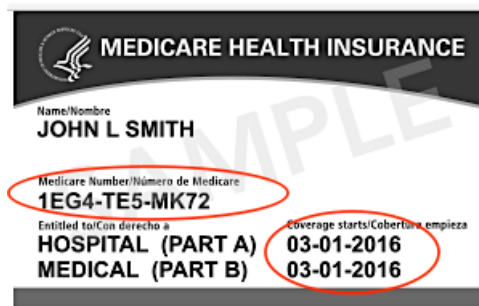 MEDICARE HEALTH INSURANCE
SAMPLE
Name/Nombre
JOHN L SMITH
Medicare Number/Número de Medicare
1EG4-TE5-MK72
Entitled to/Con derecho a Coverage starts/Cobertura empieza
HOSPITAL (PART A) 03-01-2016
MEDICAL (PART B) 03-01-2016